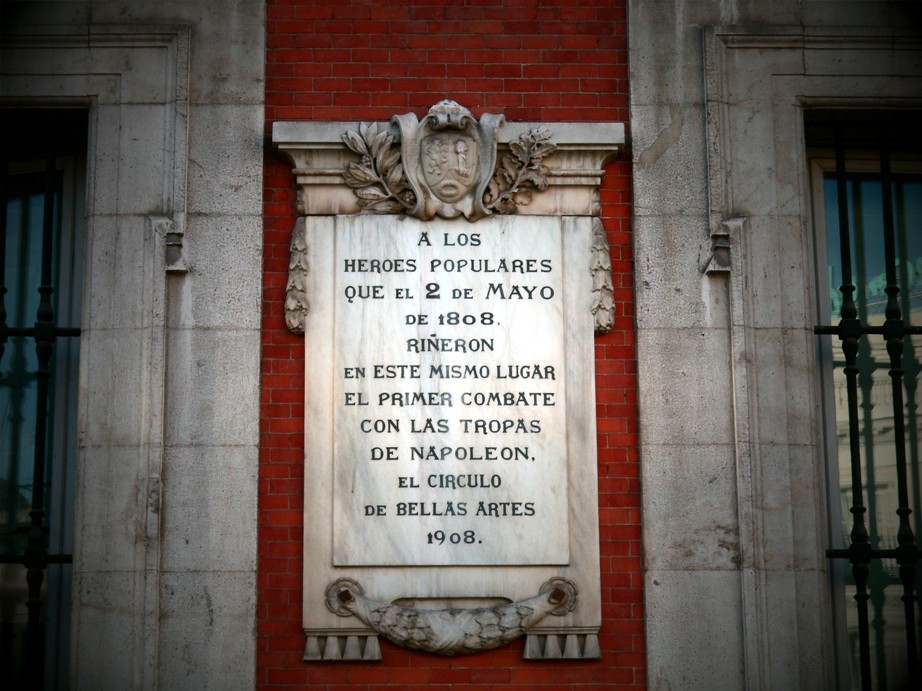 A LOS
HEROES POPULARES
QUE EL 2 DE MAYO
DE 1808.
RIÑERON
EN ESTE MISMO LUGAR
EL PRIMER COMBATE
CON LAS TROPAS
DE NAPOLEON.
EL CIRCULO
DE BELLAS ARTES
1908.